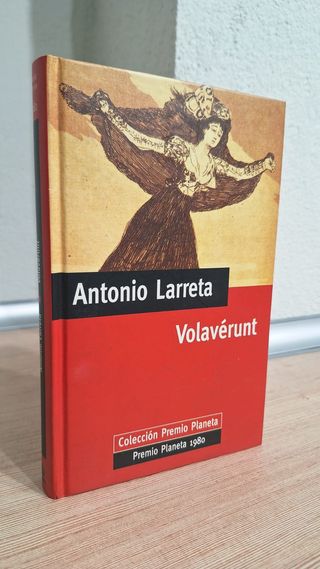 Antonio Larreta
Volavérunt
Colección Premio Planeta
Premio Planeta 1980